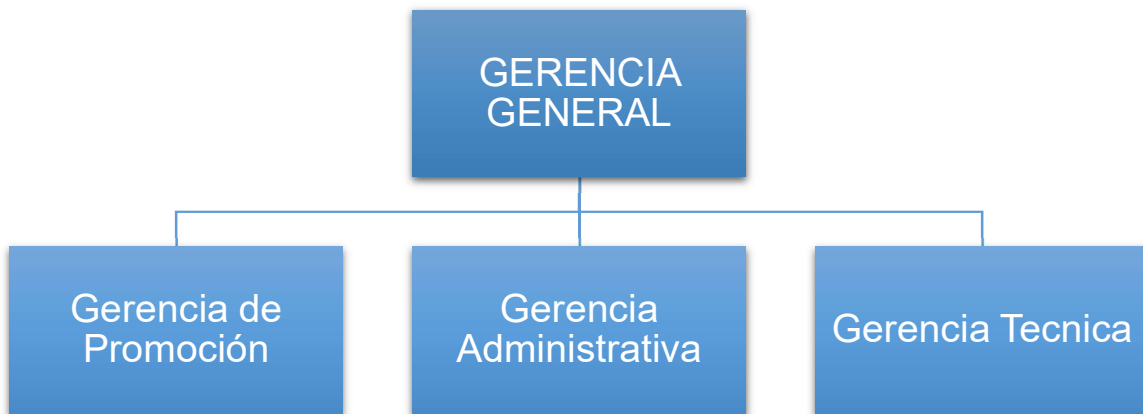 GERENCIA
GENERAL
Gerencia de
Promoción
Gerencia
Administrativa
Gerencia Tecnica